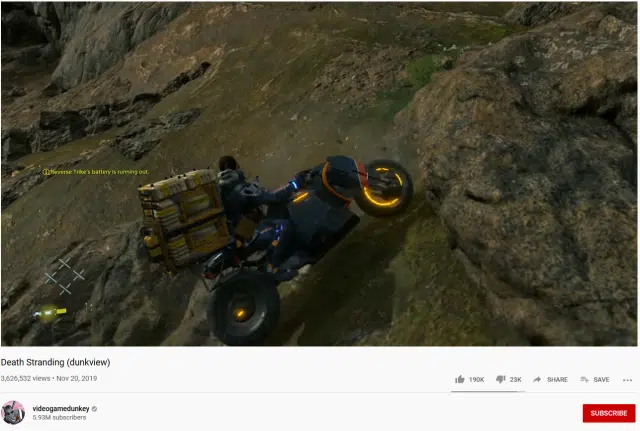 Reverse Trike's battery is running out.
Death Stranding (dunkview)
3,626,532 views • Nov 20, 2019
190K 23K SHARE SAVE
videogamedunkey
5.93M subscribers
SUBSCRIBE